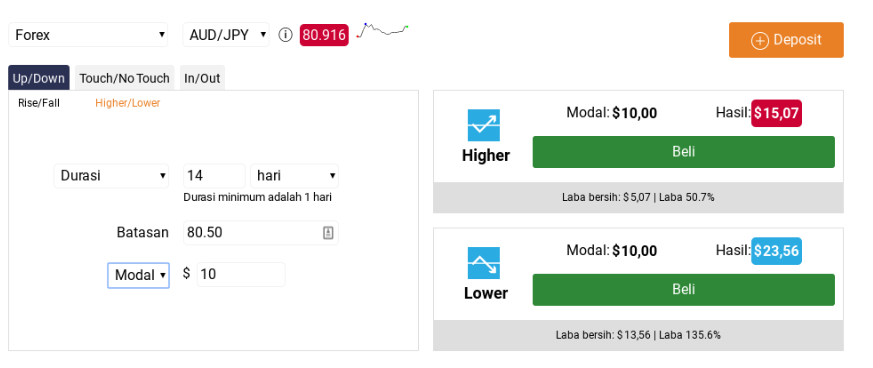 Forex AUD/JPY 80.916
Deposit
Up/Down Touch/No Touch In/Out
Rise/Fall Higher/Lower
Durasi 14 hari
Durasi minimum adalah 1 hari
Batasan 80.50
Modal $ 10
Modal: $10,00 Hasil: $15,07
Higher
Beli
Laba bersih: $5,07 | Laba 50.7%
Modal: $10,00 Hasil: $23,56
Lower
Beli
Laba bersih: $13,56 | Laba 135.6%